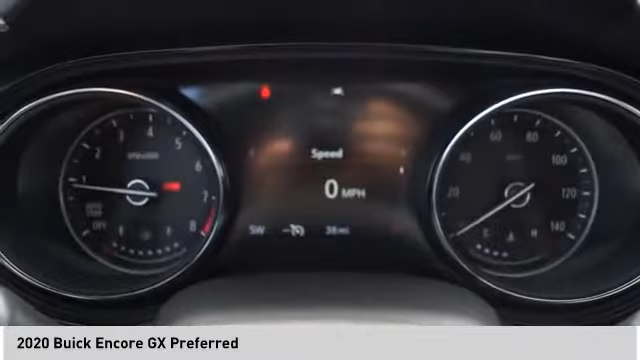 1 2 3 4 5 6 7 8
OFF
Speed
0 MPH
SW 38 mi
20 40 60 80 100 120 140
C H
2020 Buick Encore GX Preferred